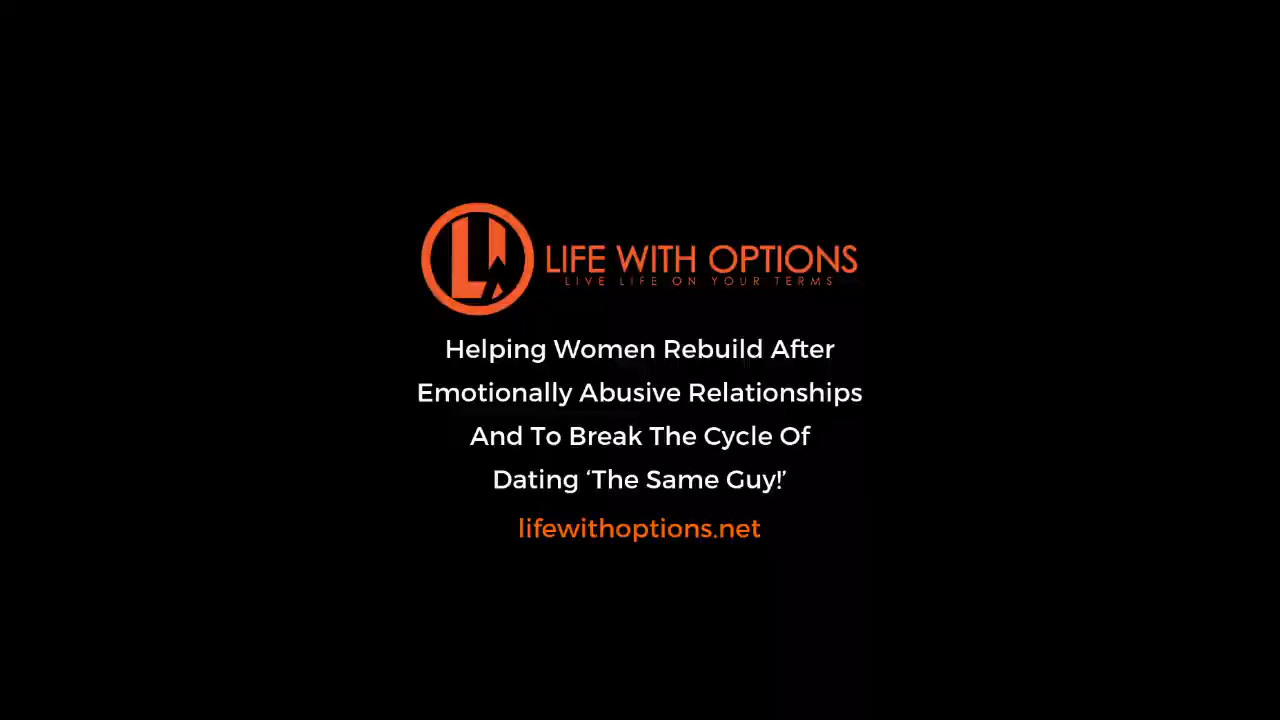 LIFE WITH OPTIONS
LIVE LIFE ON YOUR TERMS
Helping Women Rebuild After
Emotionally Abusive Relationships
And To Break The Cycle Of
Dating ‘The Same Guy!’
lifewithoptions.net